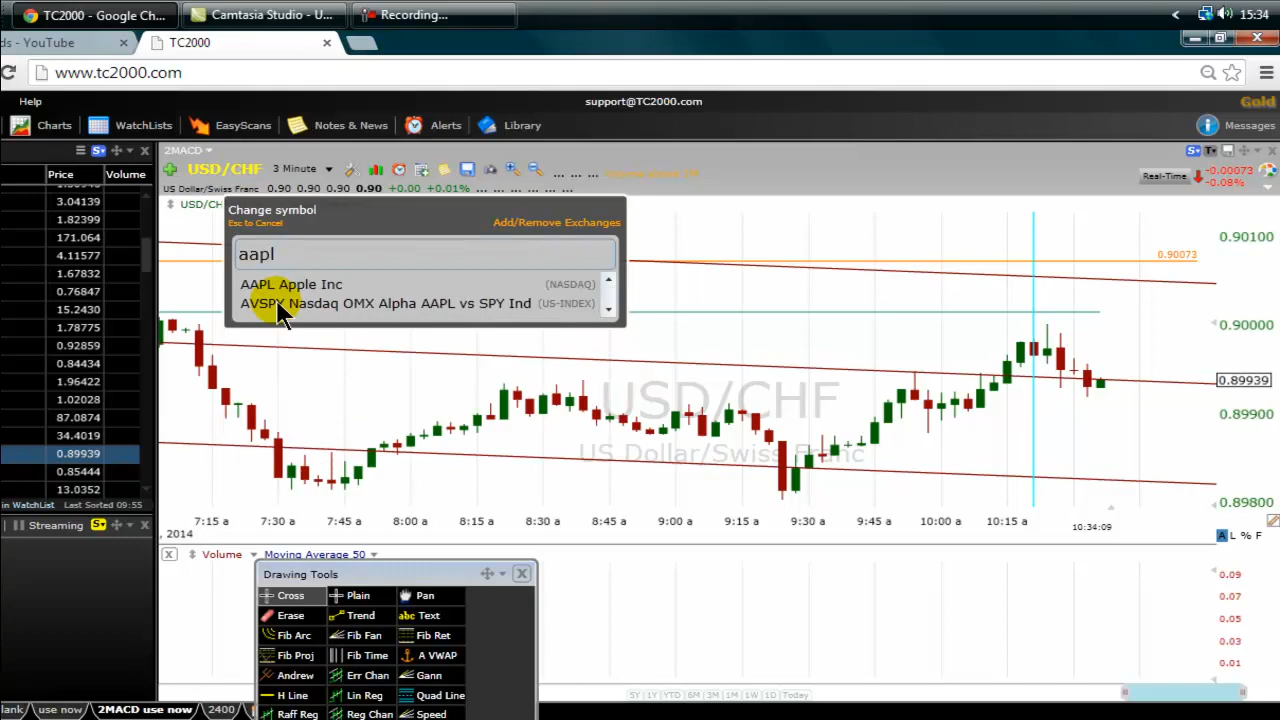 TC2000 - Google Ch...
Camtasia Studio - U...
Recording...
15:34
ds - YouTube
TC2000
www.tc2000.com
Help
support@TC2000.com
Gold
Charts
WatchLists
EasyScans
Notes & News
Alerts
Library
Messages
2MACD
Price
Volume
USD/CHF
3 Minute
... ... ...
Real-Time
-0.00073
-0.08%
US Dollar/Swiss Franc
0.90 0.90 0.90 0.90 +0.00 +0.01% ... ... ... ... ... ...
USD/CH
Change symbol
Esc to Cancel
Add/Remove Exchanges
aapl
AAPL Apple Inc (NASDAQ)
AVSPY Nasdaq OMX Alpha AAPL vs SPY Ind (US-INDEX)
3.04139
1.82399
171.064
4.11577
1.67832
0.76847
15.2430
1.78775
0.92859
0.84434
1.96422
1.02028
87.0874
34.4019
0.89939
0.85444
13.0352
in WatchList
Last Sorted 09:55
Streaming
0.90073
0.90100
0.90000
0.89939
0.89900
0.89800
USD/CHF
US Dollar/Swiss Franc
7:15 a 7:30 a 7:45 a 8:00 a 8:15 a 8:30 a 8:45 a 9:00 a 9:15 a 9:30 a 9:45 a 10:00 a 10:15 a
10:34:09
, 2014
A L % F
Volume
Moving Average 50
Drawing Tools
Cross Plain Pan
Erase Trend abc Text
Fib Arc Fib Fan Fib Ret
Fib Proj Fib Time A VWAP
Andrew Err Chan Gann
H Line Lin Reg Quad Line
Raff Reg Reg Chan Speed
0.09
0.07
0.05
0.03
0.01
5Y 1Y YTD 6M 3M 1M 1W 1D Today
lank
use now
2MACD use now
2400